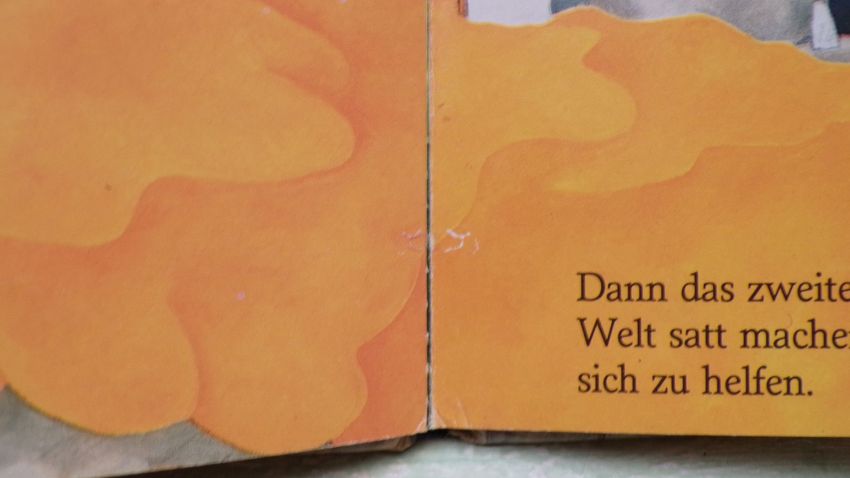 Dann das zweite
Welt satt mache
sich zu helfen.